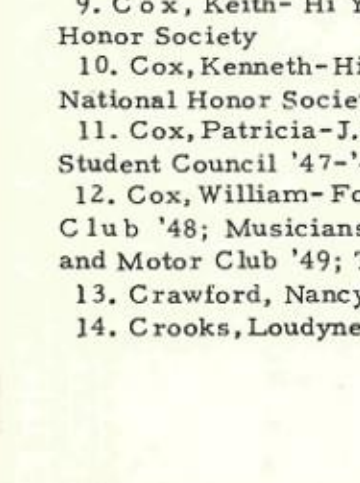 9. Cox, Keith- Hi Y
Honor Society
10. Cox, Kenneth-Hi
National Honor Socie
11. Cox, Patricia-J.
Student Council '47-'
12. Cox, William- Fo
Club '48; Musicians
and Motor Club '49;
13. Crawford, Nancy
14. Crooks, Loudyne